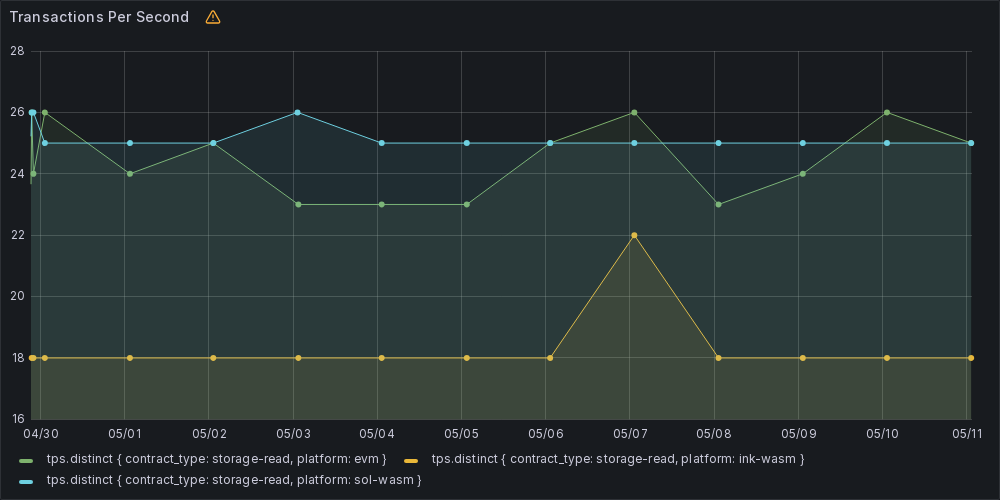 Transactions Per Second
28
26
24
22
20
18
16
04/30 05/01 05/02 05/03 05/04 05/05 05/06 05/07 05/08 05/09 05/10 05/11
tps.distinct { contract_type: storage-read, platform: evm } tps.distinct { contract_type: storage-read, platform: ink-wasm }
tps.distinct { contract_type: storage-read, platform: sol-wasm }